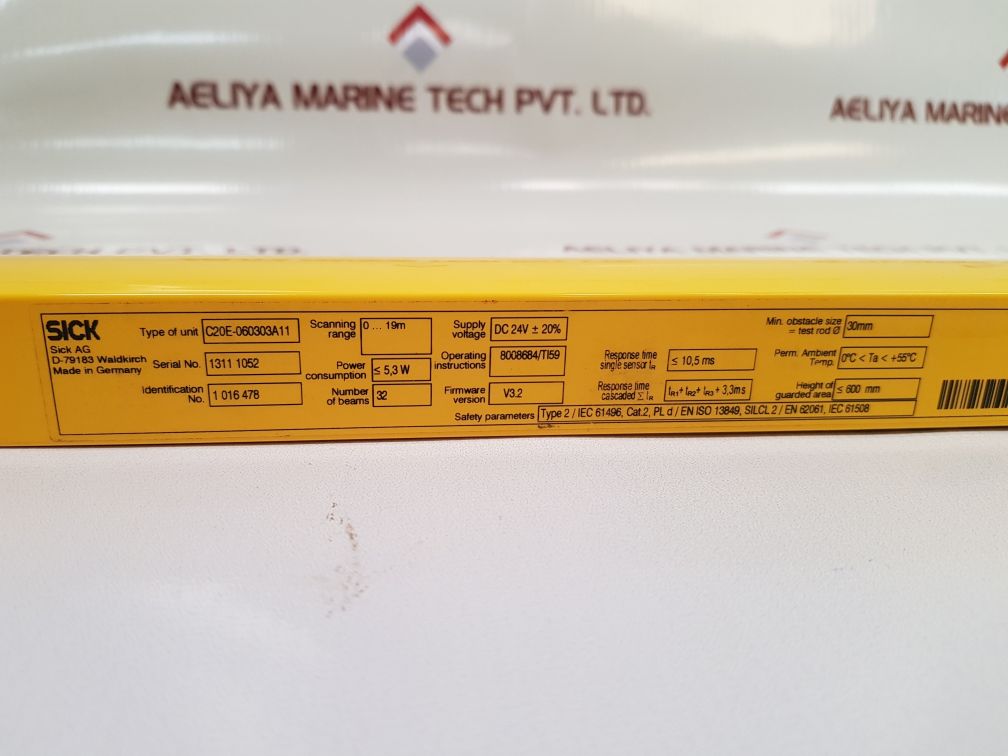 AELIYA MARINE TECH PVT. LTD.
AELIYA MARINE
SICK
Sick AG
D-79183 Waldkirch
Made in Germany
Type of unit C20E-060303A11
Serial No. 1311 1052
Identification
No. 1 016 478
Scanning
range 0 ... 19m
Power
consumption ≤ 5,3 W
Number
of beams 32
Supply
voltage DC 24V ± 20%
Operating
instructions 8008684/TI59
Firmware
version V3.2
Response time
single sensor tR ≤ 10,5 ms
Response time
cascaded Σ tR tR1+ tR2+ tR3 + 3,3ms
Min. obstacle size
= test rod Ø 30mm
Perm. Ambient
Temp. 0°C < Ta < +55°C
Height of
guarded area ≤ 600 mm
Safety parameters Type 2 / IEC 61496, Cat.2, PL d / EN ISO 13849, SILCL 2 / EN 62061, IEC 61508